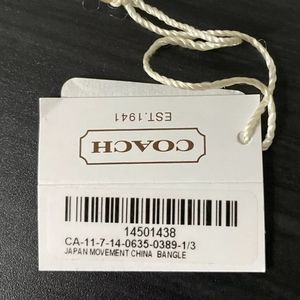 EST.1941
COACH
14501438
CA-11-7-14-0635-0389-1/3
JAPAN MOVEMENT CHINA BANGLE